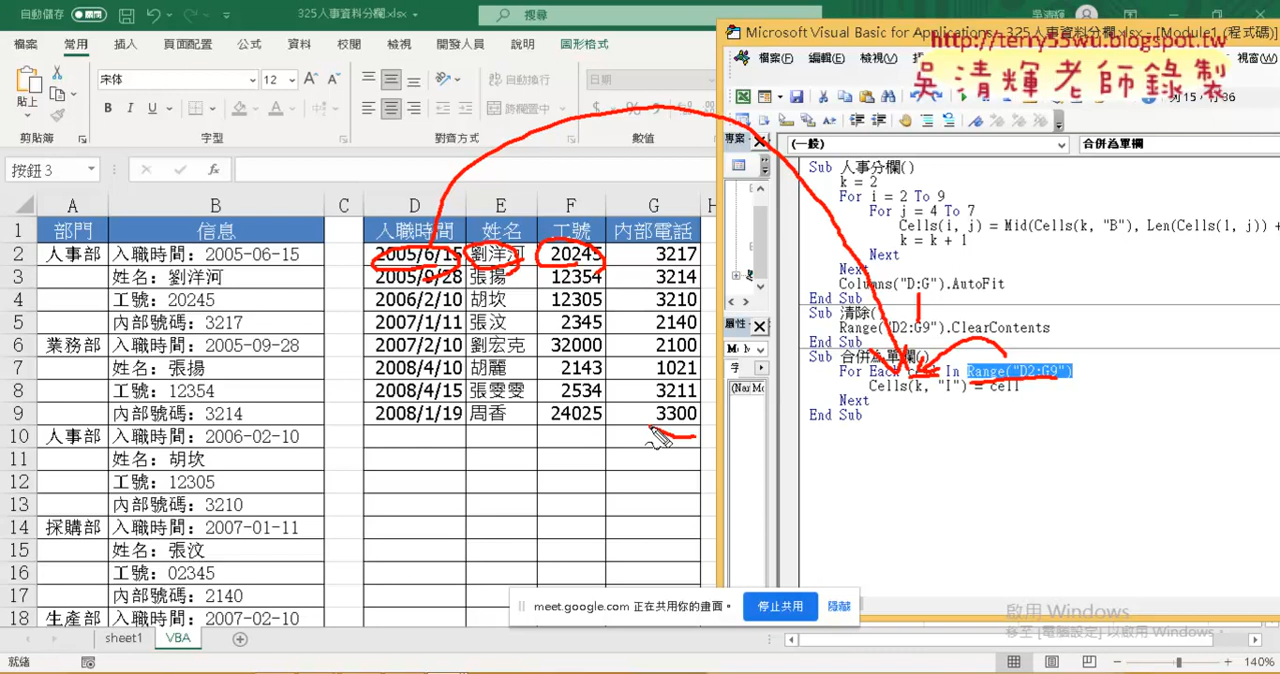 自動儲存
325人事資料分欄.xlsx
搜尋
吳清輝
檔案 常用 插入 頁面配置 公式 資料 校閱 檢視 開發人員 說明 圖形格式
貼上
宋体 12
B I U
自動換行
跨欄置中
日期
剪貼簿 字型 對齊方式 數值
按鈕 3
fx
A B C D E F G H
1 部門 信息 入職時間 姓名 工號 內部電話
2 人事部 入職時間：2005-06-15 2005/6/15 劉洋河 20245 3217
3 姓名：劉洋河 2005/9/28 張揚 12354 3214
4 工號：20245 2006/2/10 胡坎 12305 3210
5 內部號碼：3217 2007/1/11 張汶 2345 2140
6 業務部 入職時間：2005-09-28 2007/2/10 劉宏克 32000 2100
7 姓名：張揚 2008/4/10 胡麗 2143 1021
8 工號：12354 2008/4/15 張雯雯 2534 3211
9 內部號碼：3214 2008/1/19 周香 24025 3300
10 人事部 入職時間：2006-02-10
11 姓名：胡坎
12 工號：12305
13 內部號碼：3210
14 採購部 入職時間：2007-01-11
15 姓名：張汶
16 工號：02345
17 內部號碼：2140
18 生產部 入職時間：2007-02-10
sheet1 VBA
就緒
140%
Microsoft Visual Basic for Applications - 325人事資料分欄.xlsx - [Module1 (程式碼)]
http://terry55wu.blogspot.tw
吳清輝老師錄製
檔案(F) 編輯(E) 檢視(V) 視窗(W)
專案
屬性
(一般) 合併為單欄
Sub 人事分欄()
k = 2
For i = 2 To 9
For j = 4 To 7
Cells(i, j) = Mid(Cells(k, "B"), Len(Cells(1, j)) +
k = k + 1
Next
Next
Columns("D:G").AutoFit
End Sub
Sub 清除()
Range("D2:G9").ClearContents
End Sub
Sub 合併為單欄()
For Each cell In Range("D2:G9")
Cells(k, "I") = cell
Next
End Sub
meet.google.com 正在共用你的畫面。 停止共用 隱藏
啟用 Windows
移至 [電腦設定] 以啟用 Windows。